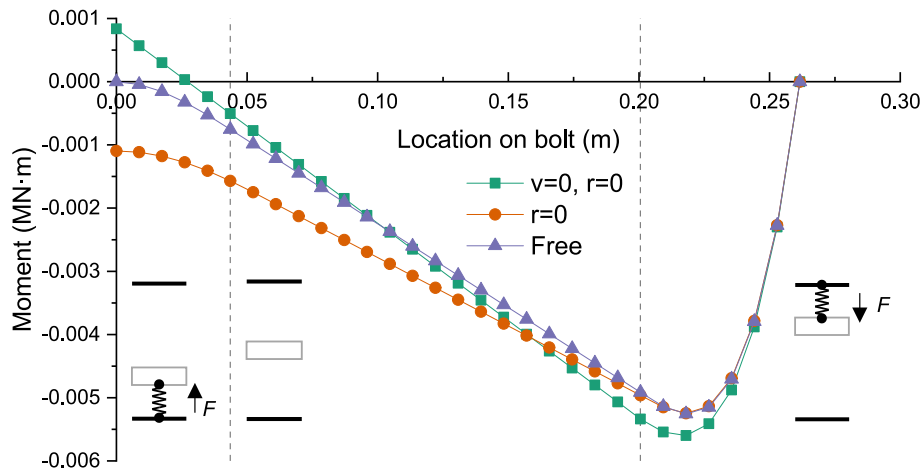 0.001
0.000
-0.001
-0.002
-0.003
-0.004
-0.005
-0.006
Moment (MN·m)
0.00 0.05 0.10 0.15 0.20 0.25 0.30
Location on bolt (m)
v=0, r=0
r=0
Free
F
F